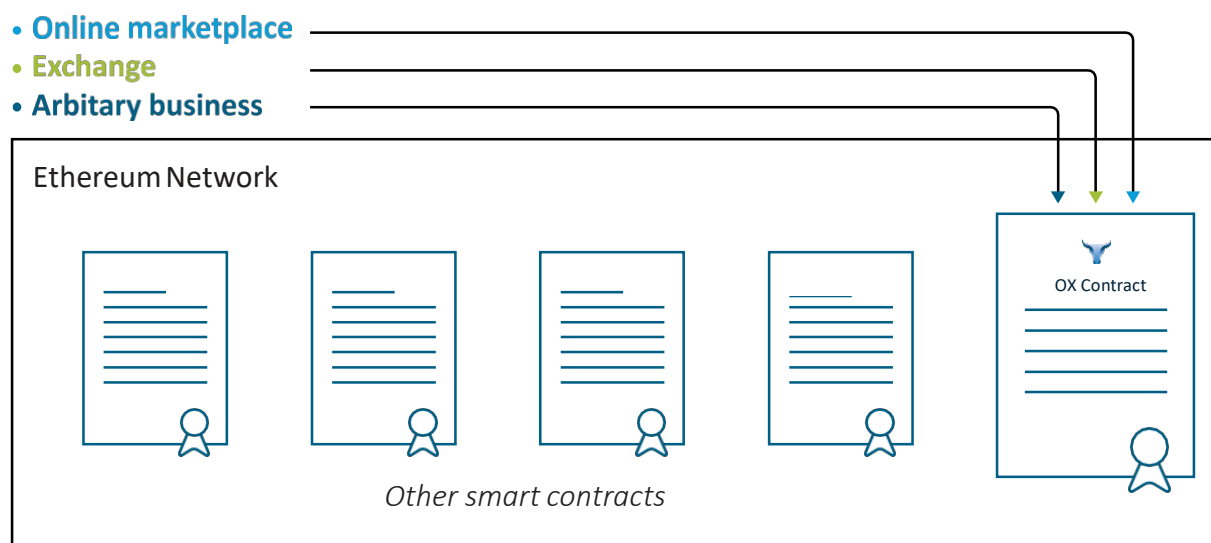 • Online marketplace
• Exchange
• Arbitary business
Ethereum Network
OX Contract
Other smart contracts